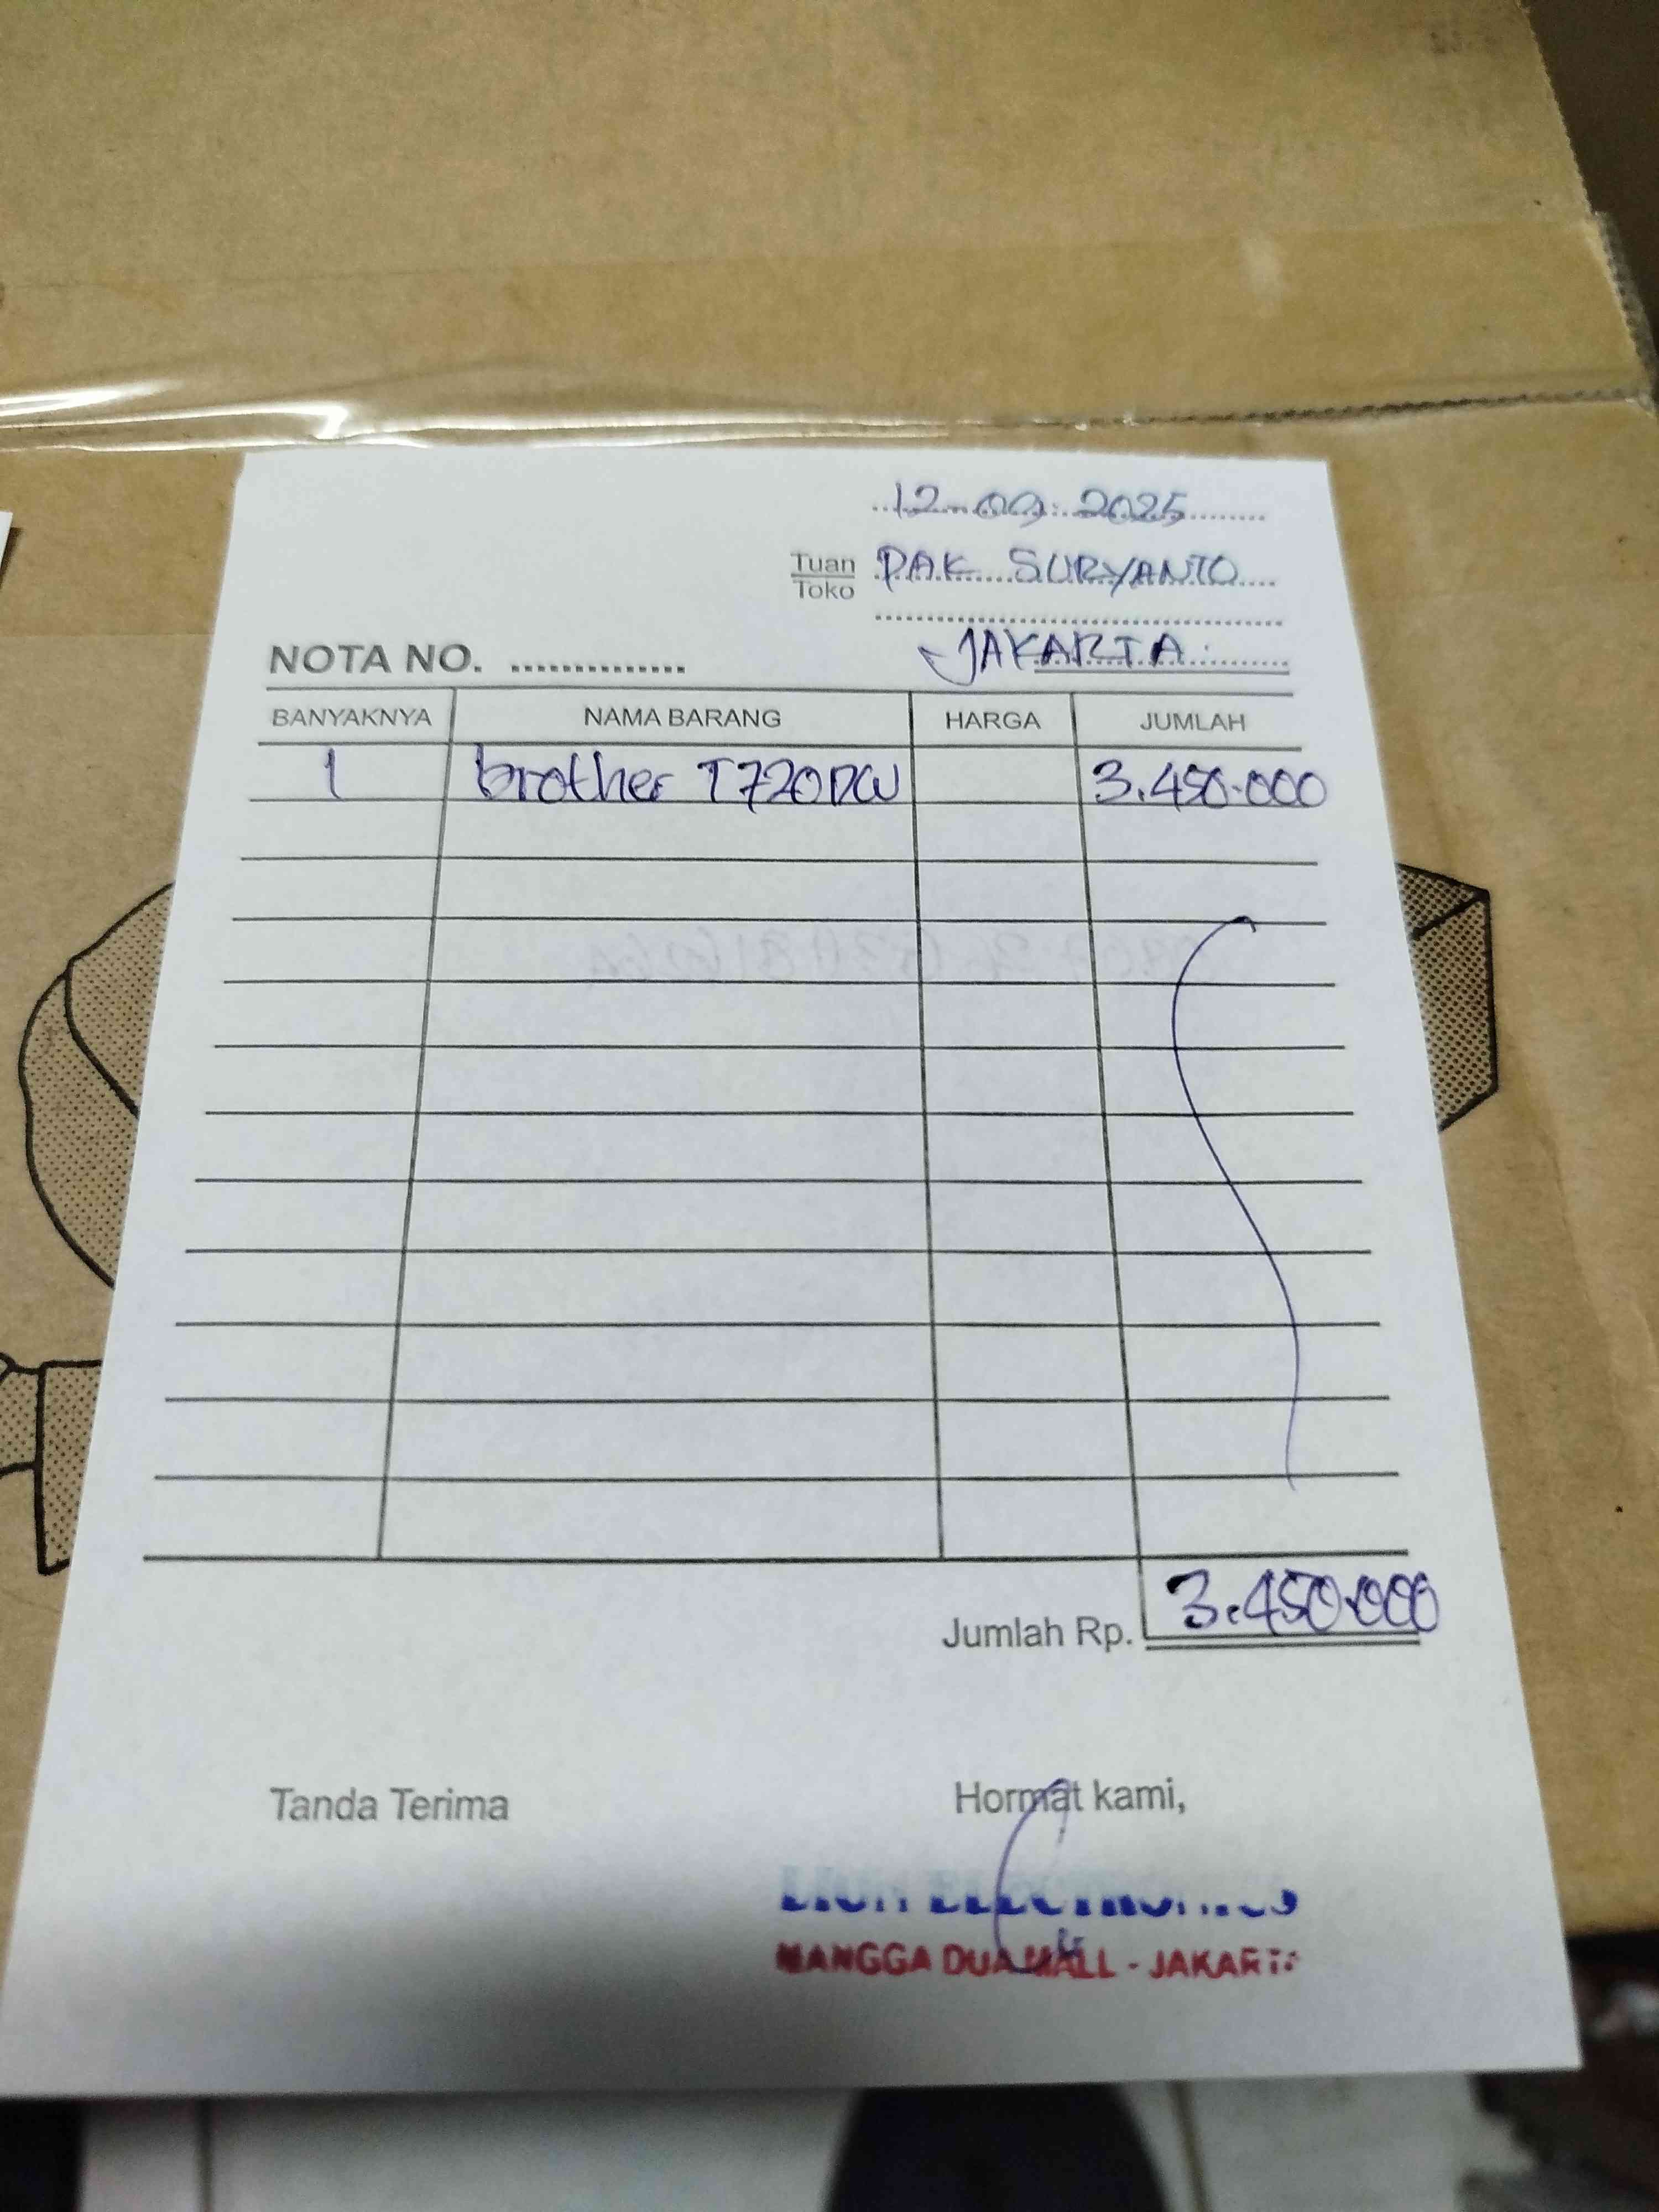 12-09-2025
Tuan PAK SURYANTO
Toko
JAKARTA
NOTA NO. ..............
BANYAKNYA NAMA BARANG HARGA JUMLAH
1 brother T720DW 3.450.000
Jumlah Rp. 3.450.000
Tanda Terima Hormat kami,
ELECTRONICS
MANGGA DUA MALL - JAKARTA